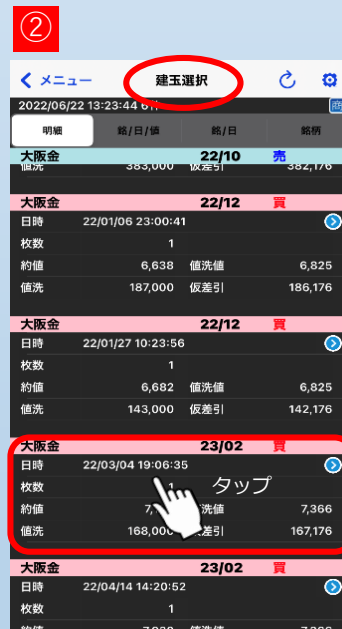 ②
メニュー 建玉選択
2022/06/22 13:23:44
明細 銘/日/値 銘/日 銘柄
大阪金 22/10 売
値洗 383,000 仮差引 382,176
大阪金 22/12 買
日時 22/01/06 23:00:41
枚数 1
約値 6,638 値洗値 6,825
値洗 187,000 仮差引 186,176
大阪金 22/12 買
日時 22/01/27 10:23:56
枚数 1
約値 6,682 値洗値 6,825
値洗 143,000 仮差引 142,176
大阪金 23/02 買
日時 22/03/04 19:06:35
枚数 1 タップ
約値 7,366
値洗 168,000 167,176
大阪金 23/02 買
日時 22/04/14 14:20:52
枚数 1